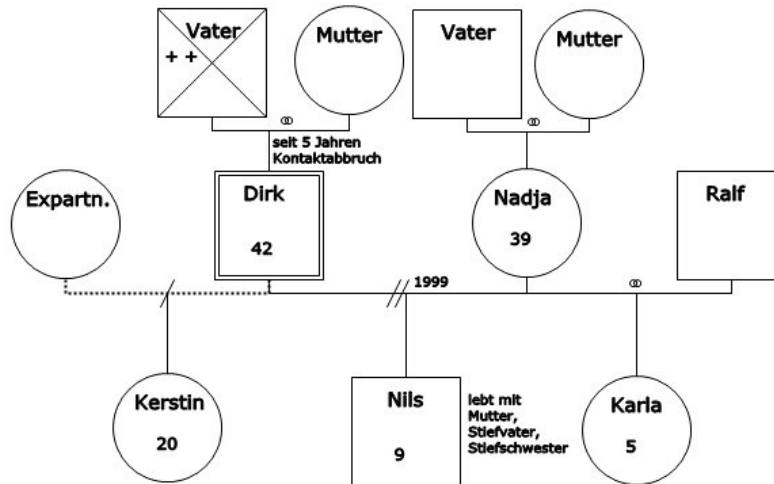 Vater
+ +
Mutter
Vater
Mutter
seit 5 Jahren
Kontaktabbruch
Expartn.
Dirk
42
Nadja
39
Ralf
1999
Kerstin
20
Nils
9
lebt mit
Mutter,
Stiefvater,
Stiefschwester
Karla
5